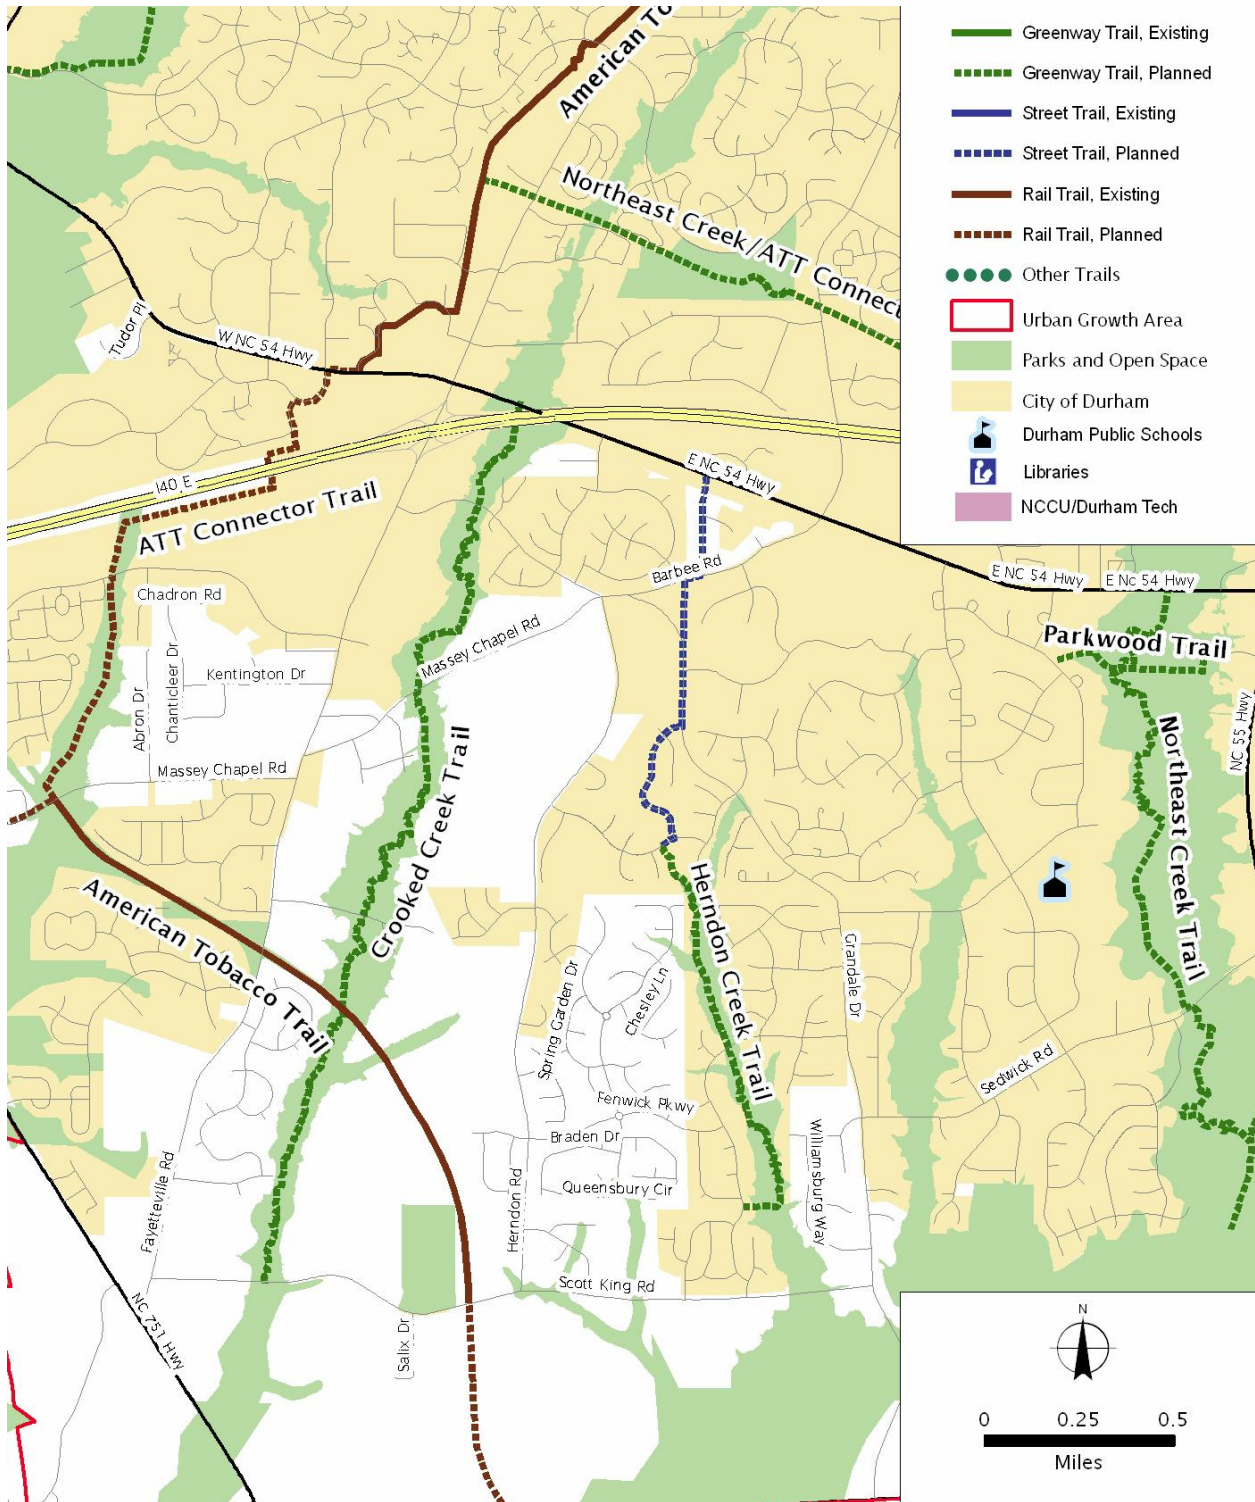 American To
Greenway Trail, Existing
Greenway Trail, Planned
Street Trail, Existing
Street Trail, Planned
Rail Trail, Existing
Rail Trail, Planned
Other Trails
Urban Growth Area
Parks and Open Space
City of Durham
Durham Public Schools
Libraries
NCCU/Durham Tech
Northeast Creek/ATT Connect
Tudor Pl
W NC 54 Hwy
E NC 54 Hwy
I40 E
ATT Connector Trail
Barbee Rd
E NC 54 Hwy
E Nc 54 Hwy
Chadron Rd
Parkwood Trail
Massey Chapel Rd
Kentington Dr
Chanticleer Dr
Abron Dr
NC 55 Hwy
Massey Chapel Rd
Crooked Creek Trail
Northeast Creek Trail
Herndon Creek Trail
American Tobacco Trail
Grandale Dr
Chesley Ln
Spring Garden Dr
Sedwick Rd
Fenwick Pkwy
Braden Dr
Williamsburg Way
Queensbury Cir
Fayetteville Rd
Herndon Rd
Scott King Rd
NC 751 Hwy
Salix Dr
N
0 0.25 0.5
Miles